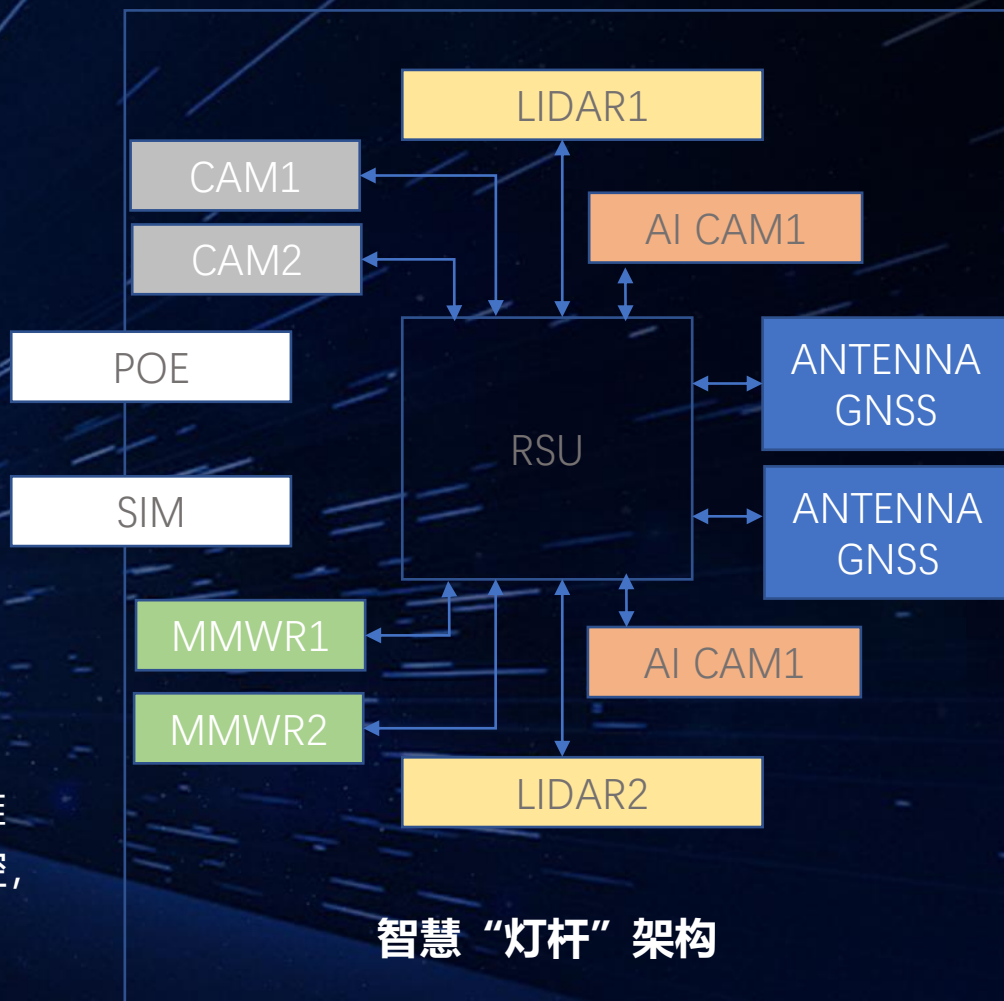 LIDAR1
CAM1
AI CAM1
CAM2
POE
ANTENNA
GNSS
RSU
SIM
ANTENNA
GNSS
MMWR1
AI CAM1
MMWR2
LIDAR2
智慧“灯杆”架构